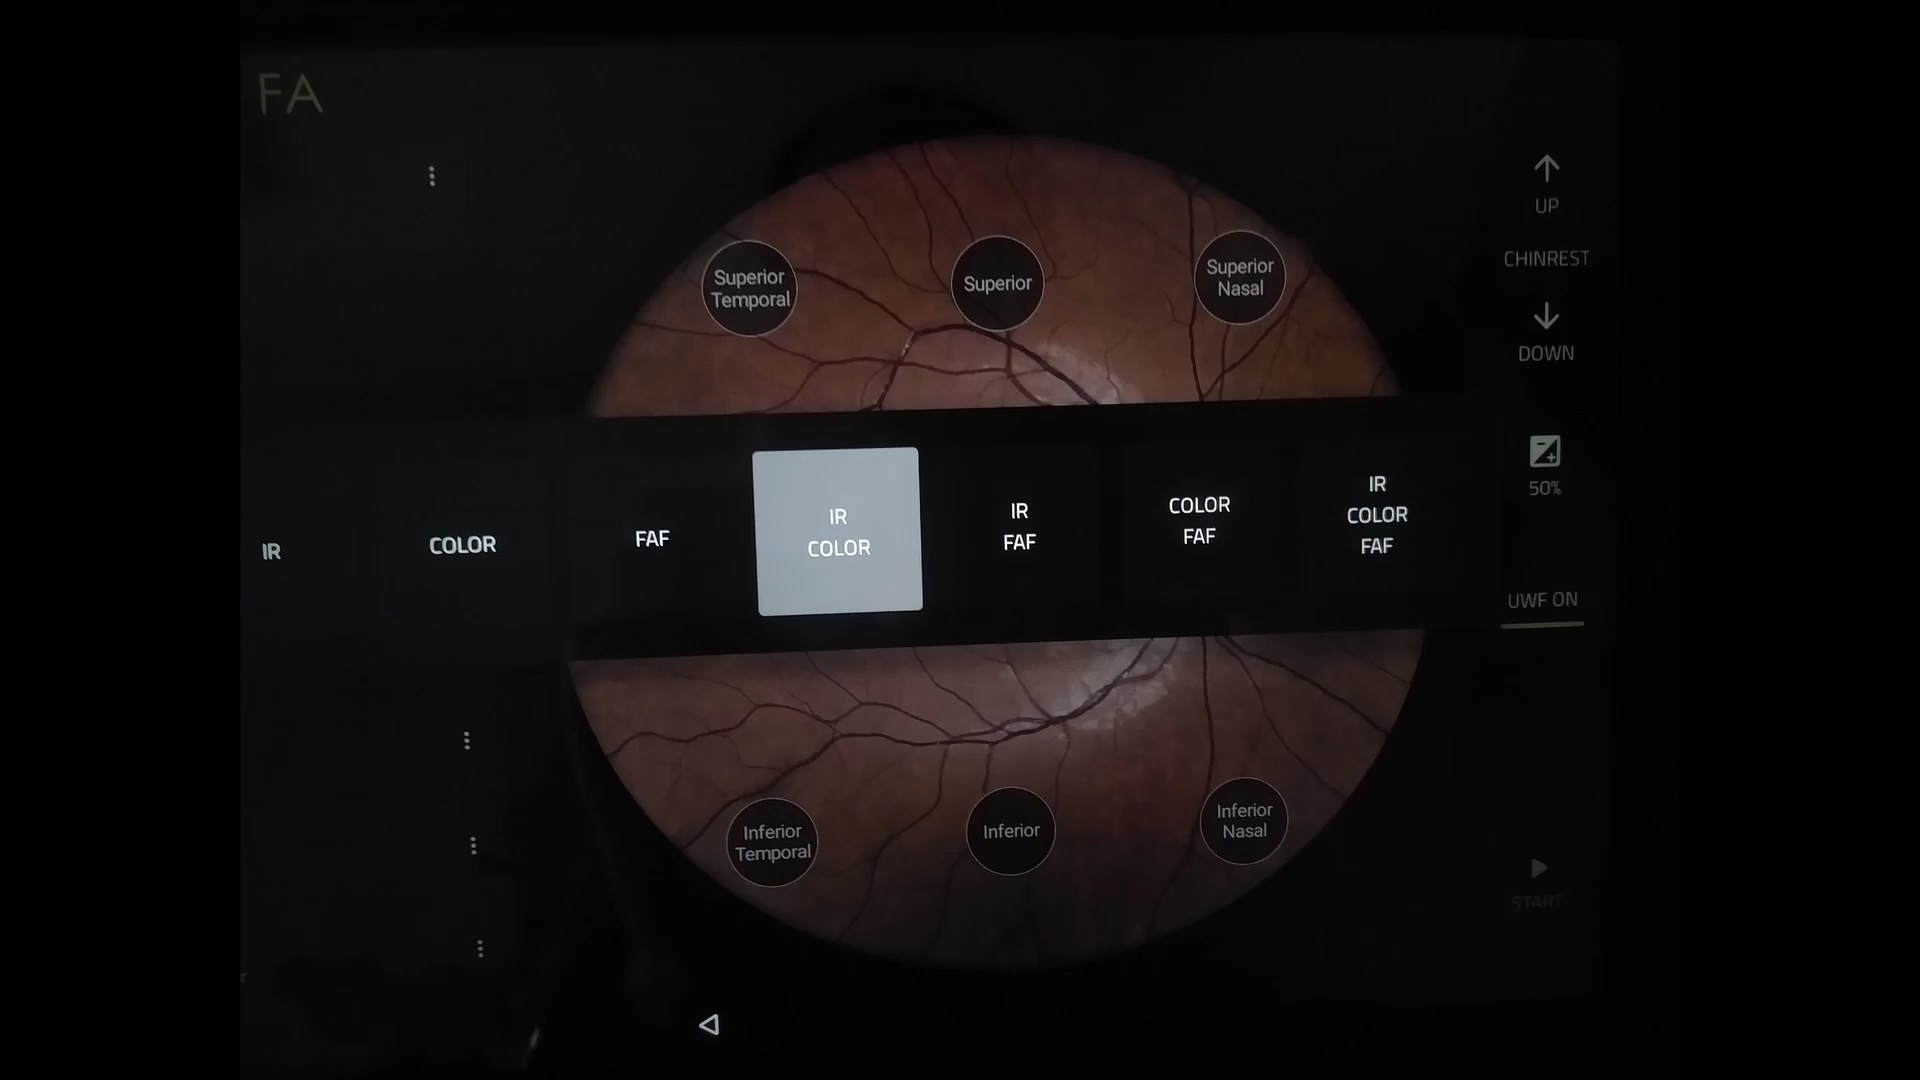 FA
UP
CHINREST
DOWN
Superior
Temporal
Superior
Superior
Nasal
50%
IR
COLOR
FAF
IR
COLOR
IR
FAF
COLOR
FAF
IR
COLOR
FAF
UWF ON
Inferior
Temporal
Inferior
Inferior
Nasal
START